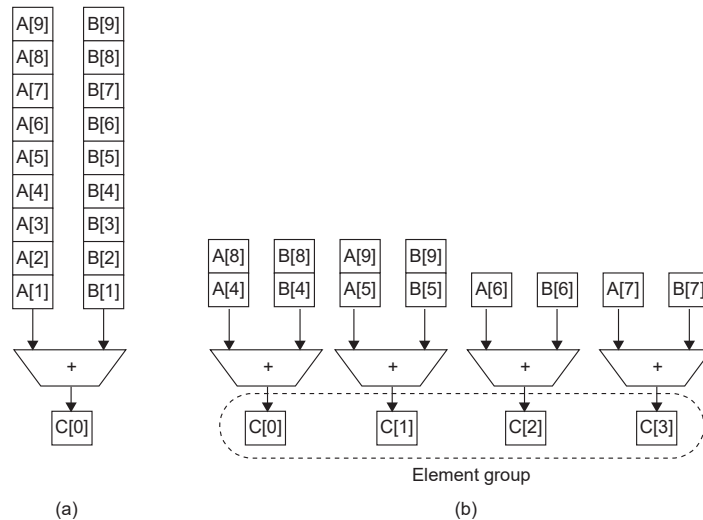 A[9] B[9]
A[8] B[8]
A[7] B[7]
A[6] B[6]
A[5] B[5]
A[4] B[4]
A[3] B[3]
A[2] B[2]
A[1] B[1]
+
C[0]
(a)
A[8] B[8] A[9] B[9]
A[4] B[4] A[5] B[5] A[6] B[6] A[7] B[7]
+ + + +
C[0] C[1] C[2] C[3]
Element group
(b)